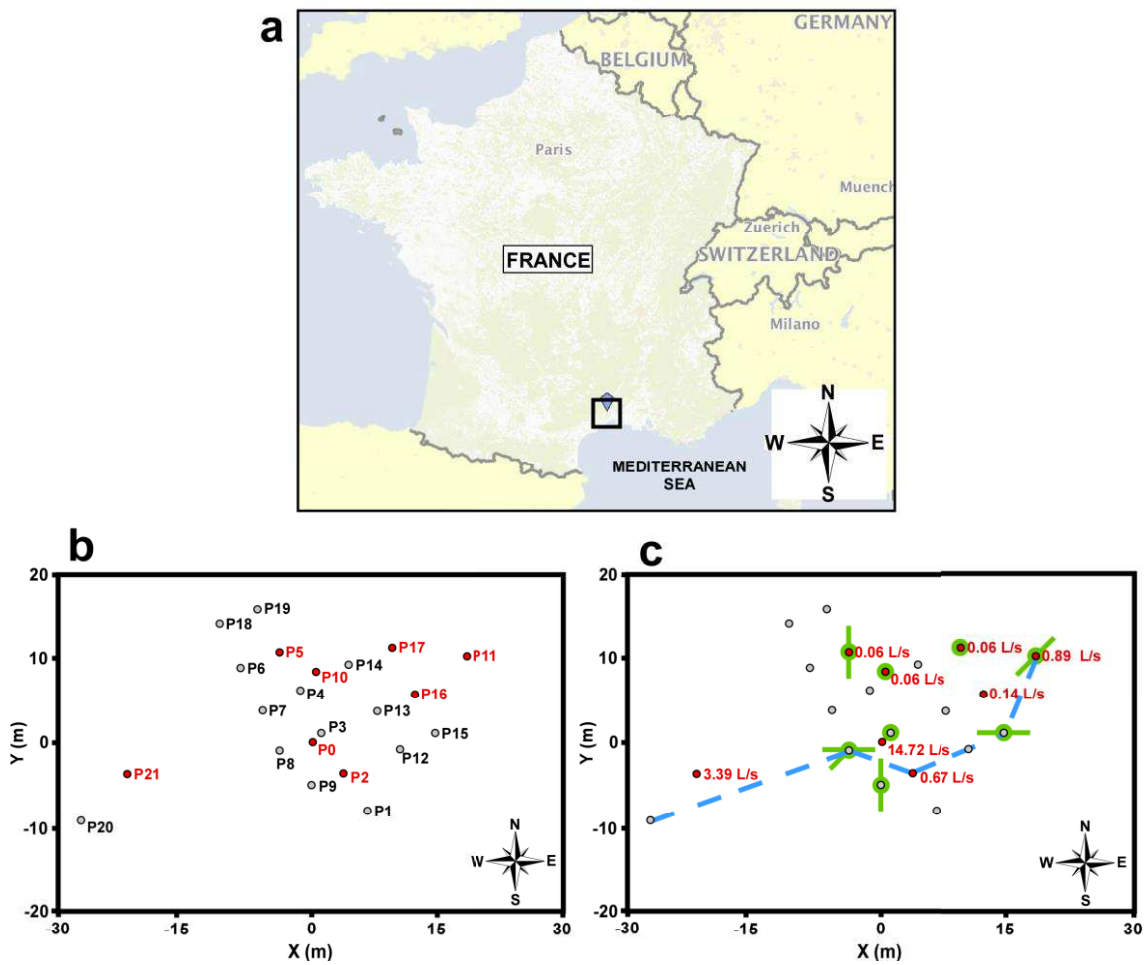 a
GERMANY
BELGIUM
Paris
Muench
Zuerich
SWITZERLAND
FRANCE
Milano
N
W E
S
MEDITERRANEAN
SEA
b
20
10
0
-10
-20
-30 -15 0 15 30
Y (m)
X (m)
P19
P18
P5
P17
P14
P11
P6
P10
P4
P16
P7
P13
P3
P15
P0
P12
P8
P21
P2
P9
P1
P20
N
W E
S
c
20
10
0
-10
-20
-30 -15 0 15 30
Y (m)
X (m)
0.06 L/s
0.06 L/s
0.89 L/s
0.06 L/s
0.14 L/s
14.72 L/s
3.39 L/s
0.67 L/s
N
W E
S